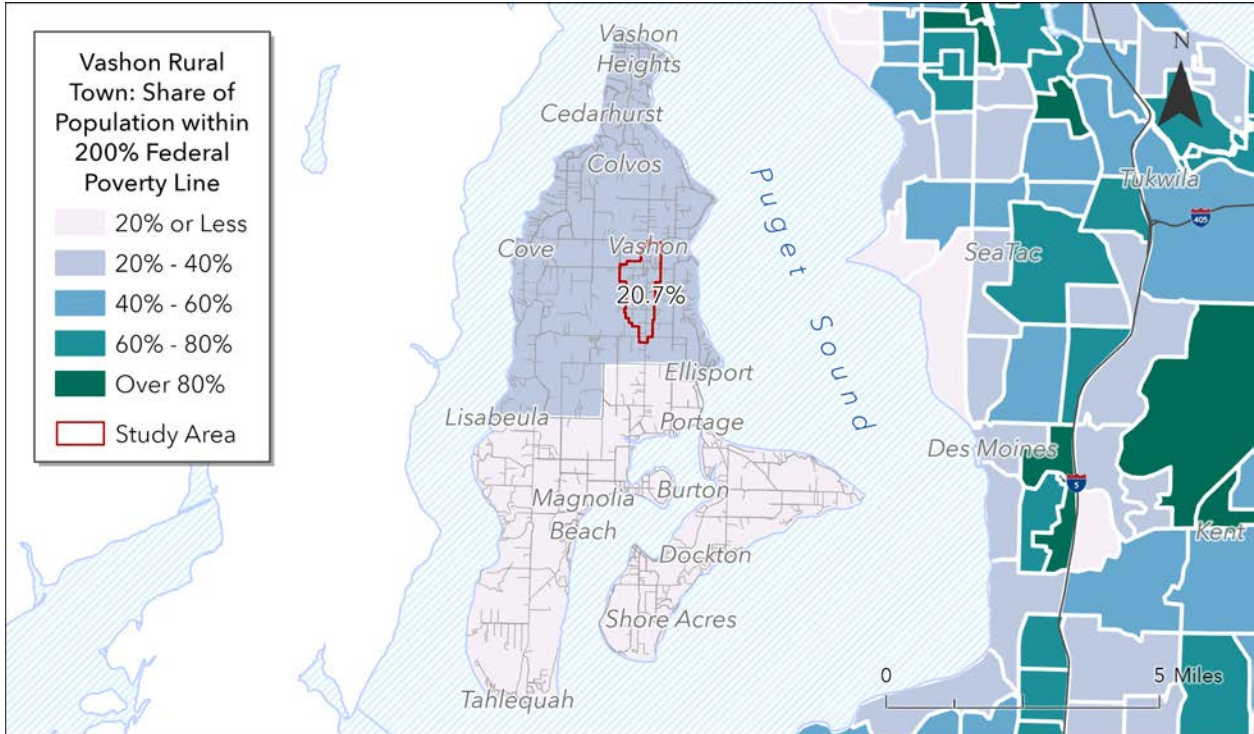 Vashon Rural
Town: Share of
Population within
200% Federal
Poverty Line
20% or Less
20% - 40%
40% - 60%
60% - 80%
Over 80%
Study Area
Vashon
Heights
Cedarhurst
Colvos
Cove
Vashon
20.7%
Ellisport
Lisabeula
Portage
Magnolia
Beach
Burton
Dockton
Shore Acres
Tahlequah
Puget Sound
N
Tukwila
405
SeaTac
Des Moines
5
Kent
0
5 Miles